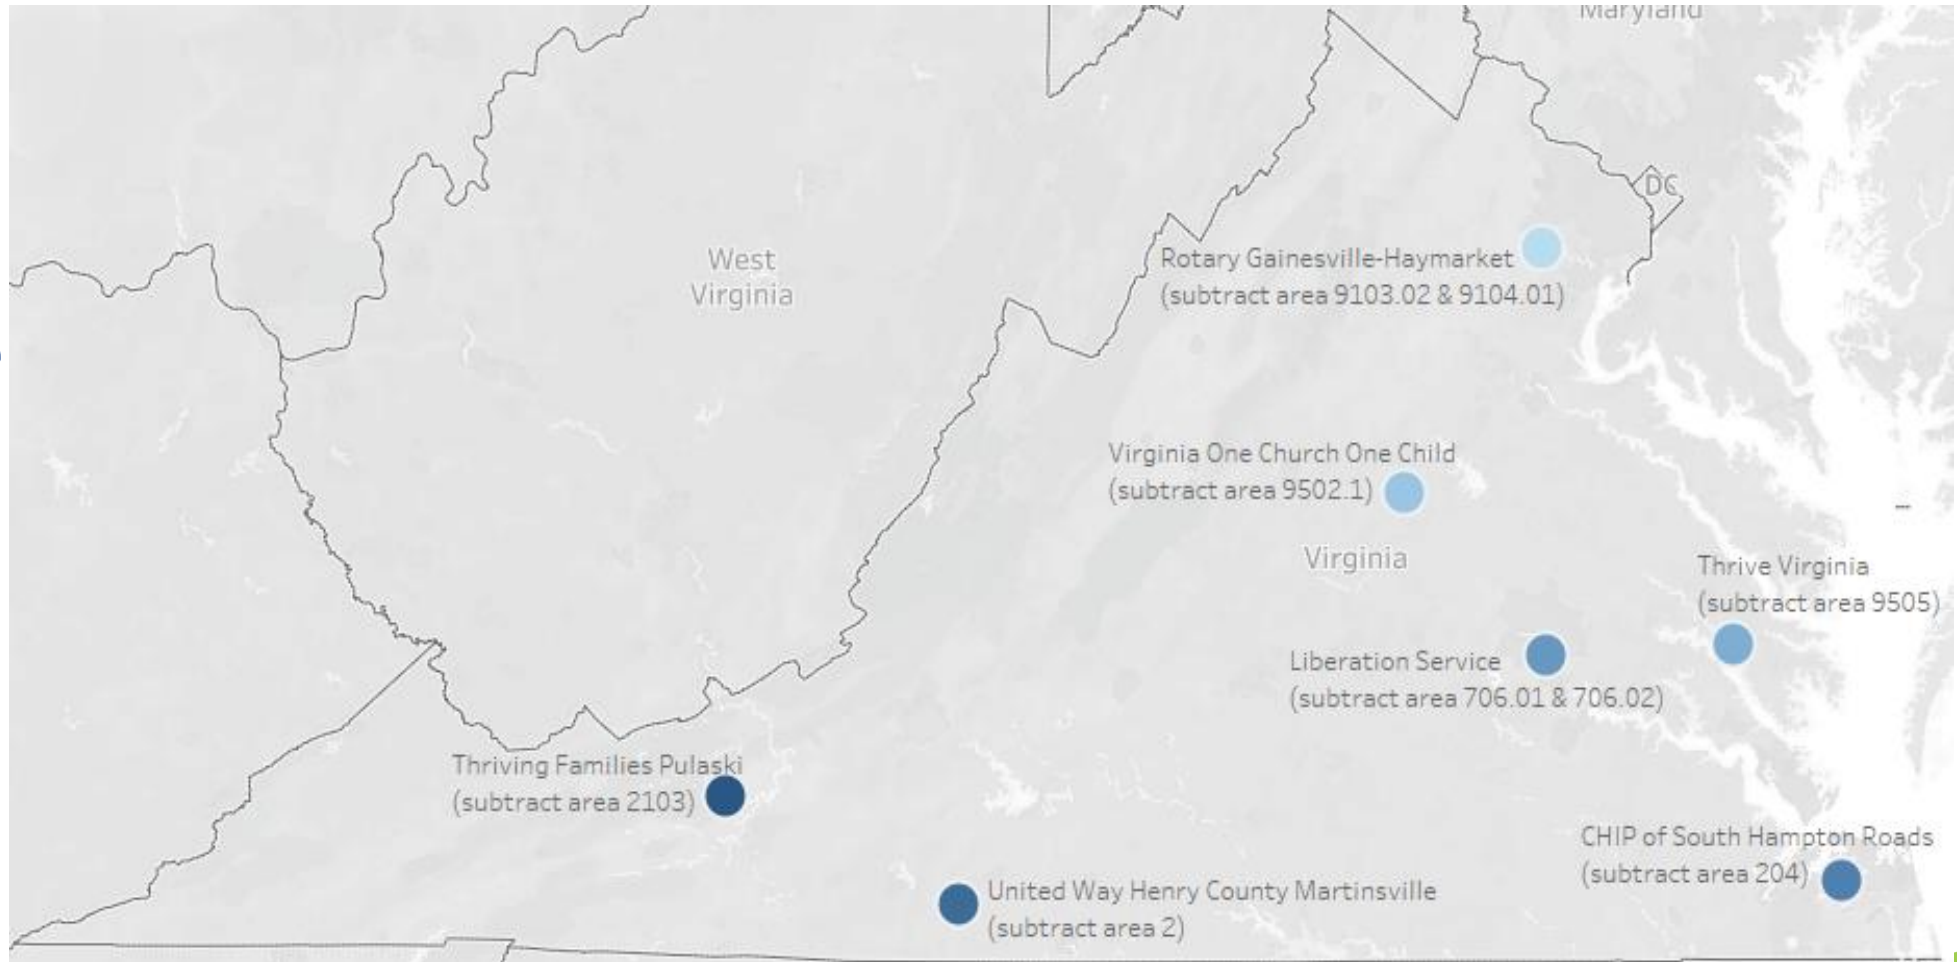 Maryland
DC
West
Virginia
Rotary Gainesville-Haymarket
(subtract area 9103.02 & 9104.01)
Virginia One Church One Child
(subtract area 9502.1)
Virginia
Thrive Virginia
(subtract area 9505)
Liberation Service
(subtract area 706.01 & 706.02)
Thriving Families Pulaski
(subtract area 2103)
CHIP of South Hampton Roads
(subtract area 204)
United Way Henry County Martinsville
(subtract area 2)